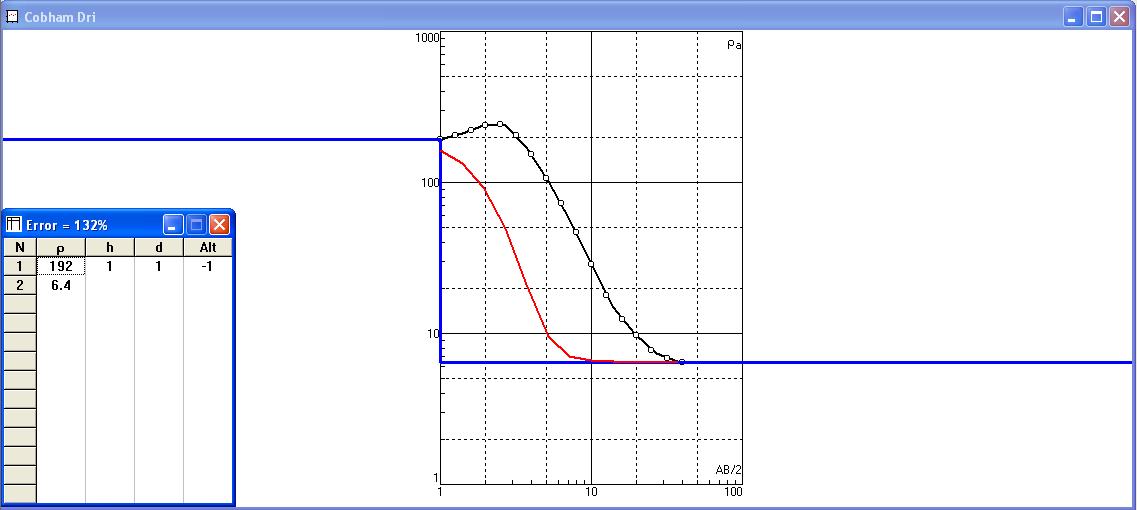 Cobham Dri
1000
Pa
100
10
1
AB/2
1 10 100
Error = 132%
N ρ h d Alt
1 192 1 1 -1
2 6.4